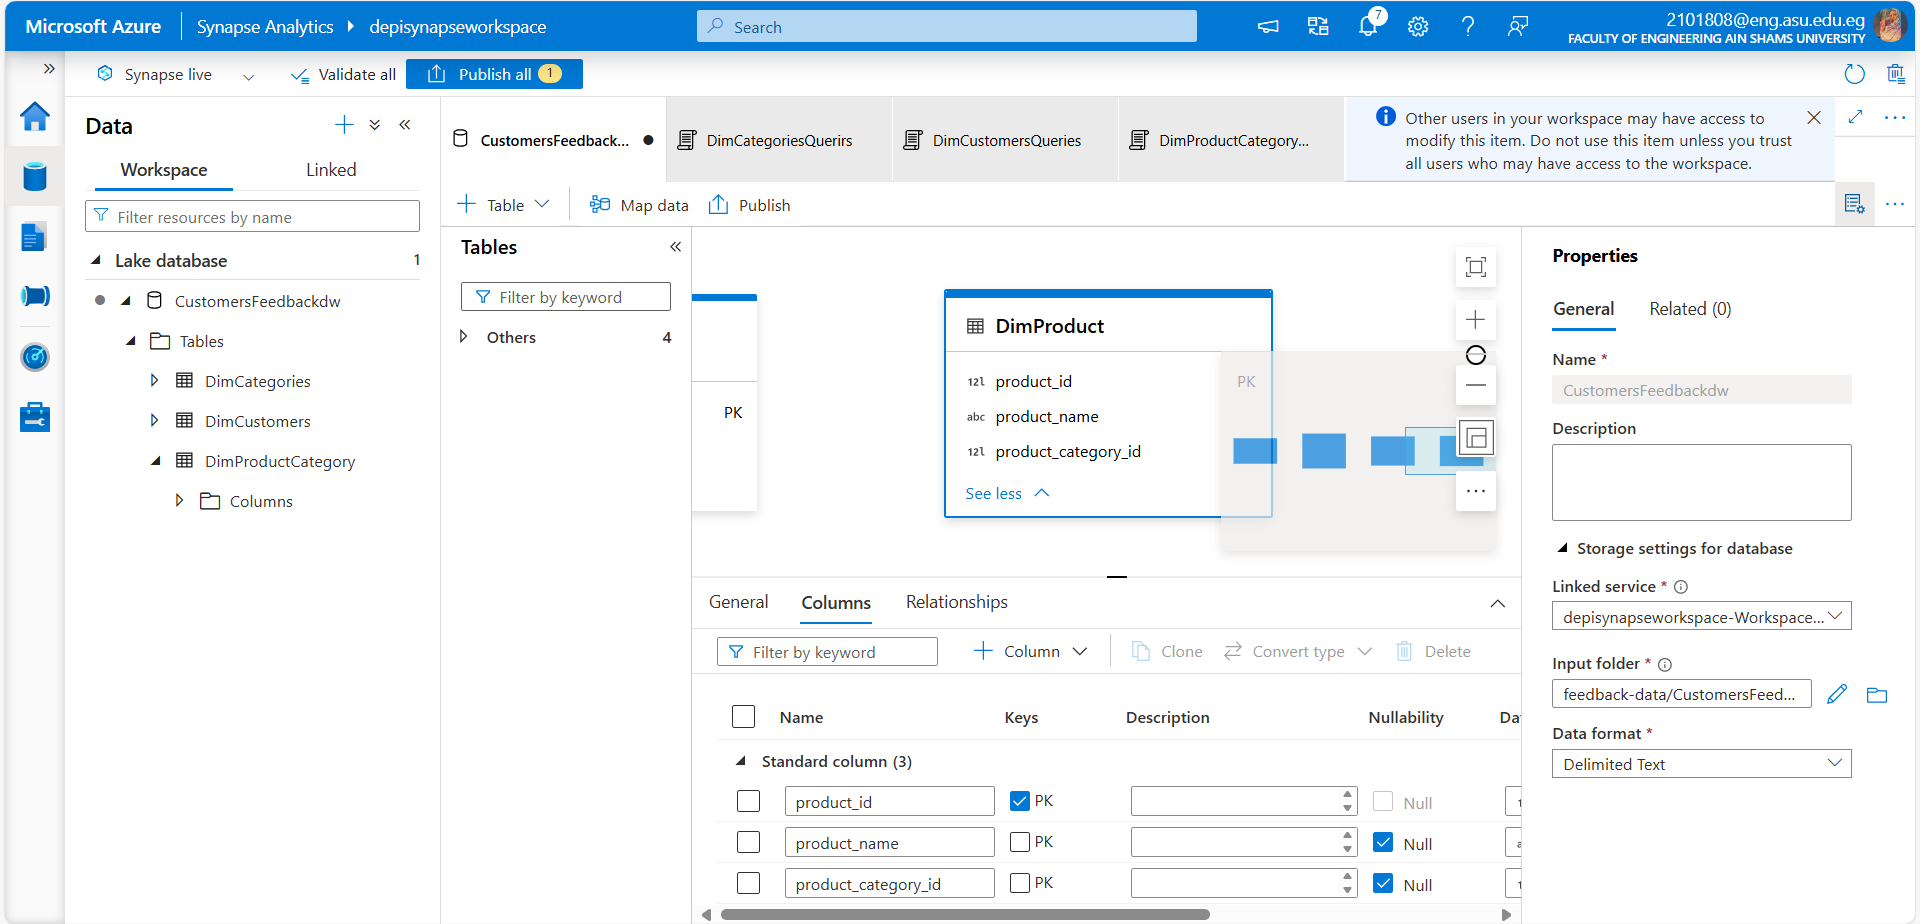 Microsoft Azure
Synapse Analytics
depisynapseworkspace
Search
7
2101808@eng.asu.edu.eg
FACULTY OF ENGINEERING AIN SHAMS UNIVERSITY
Synapse live
Validate all
Publish all 1
Data
Workspace
Linked
Filter resources by name
Lake database 1
CustomersFeedbackdw
Tables
DimCategories
DimCustomers
DimProductCategory
Columns
CustomersFeedback...
DimCategoriesQuerirs
DimCustomersQueries
DimProductCategory...
Other users in your workspace may have access to
modify this item. Do not use this item unless you trust
all users who may have access to the workspace.
Table
Map data
Publish
Tables
Filter by keyword
Others 4
PK
DimProduct
12l product_id PK
abc product_name
12l product_category_id
See less
General
Columns
Relationships
Filter by keyword
Column
Clone
Convert type
Delete
Name
Keys
Description
Nullability
Standard column (3)
product_id PK Null
product_name PK Null
product_category_id PK Null
Properties
General
Related (0)
Name *
CustomersFeedbackdw
Description
Storage settings for database
Linked service *
depisynapseworkspace-Workspace...
Input folder *
feedback-data/CustomersFeed...
Data format *
Delimited Text